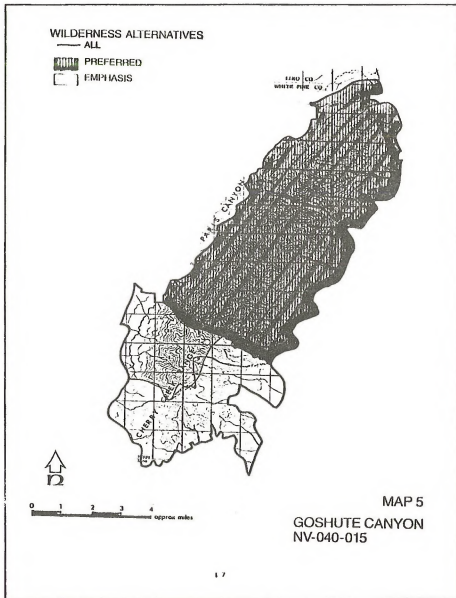 WILDERNESS ALTERNATIVES
ALL
PREFERRED
EMPHASIS
ELKO CO.
WHITE PINE CO.
PARIS CANYON
CHERRY
0 1 2 3 4
approx miles
n
MAP 5
GOSHUTE CANYON
NV-040-015
17